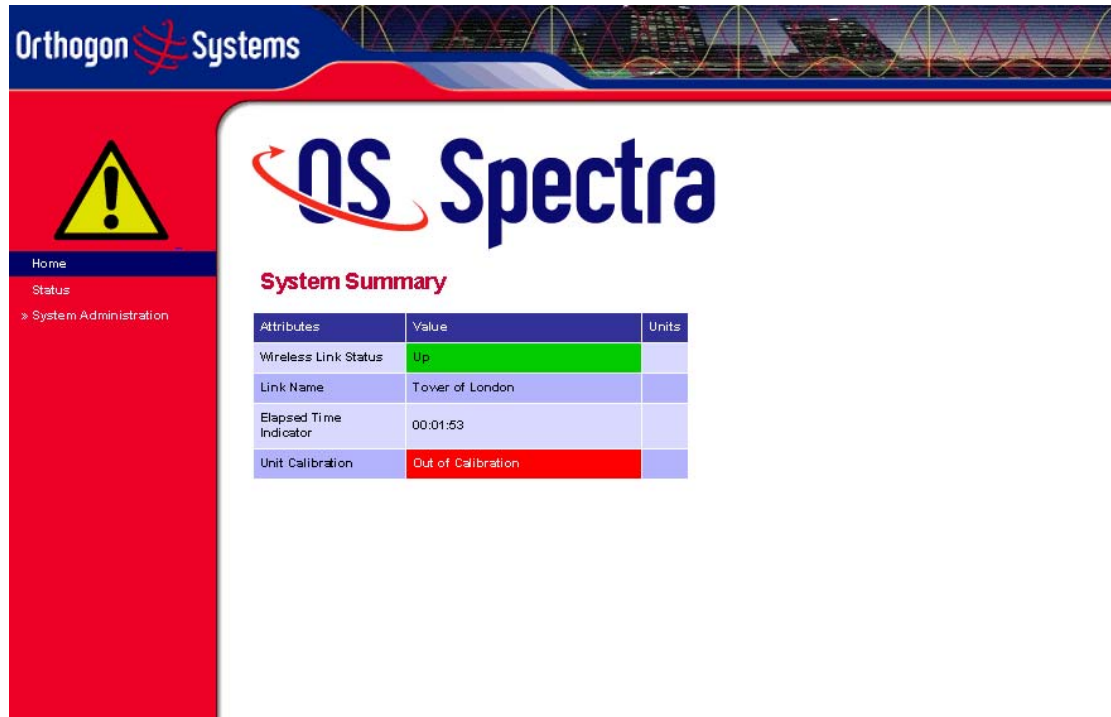 Orthogon Systems
OS Spectra
Home
Status
» System Administration
System Summary
Attributes Value Units
Wireless Link Status Up
Link Name Tower of London
Elapsed Time
Indicator 00:01:53
Unit Calibration Out of Calibration